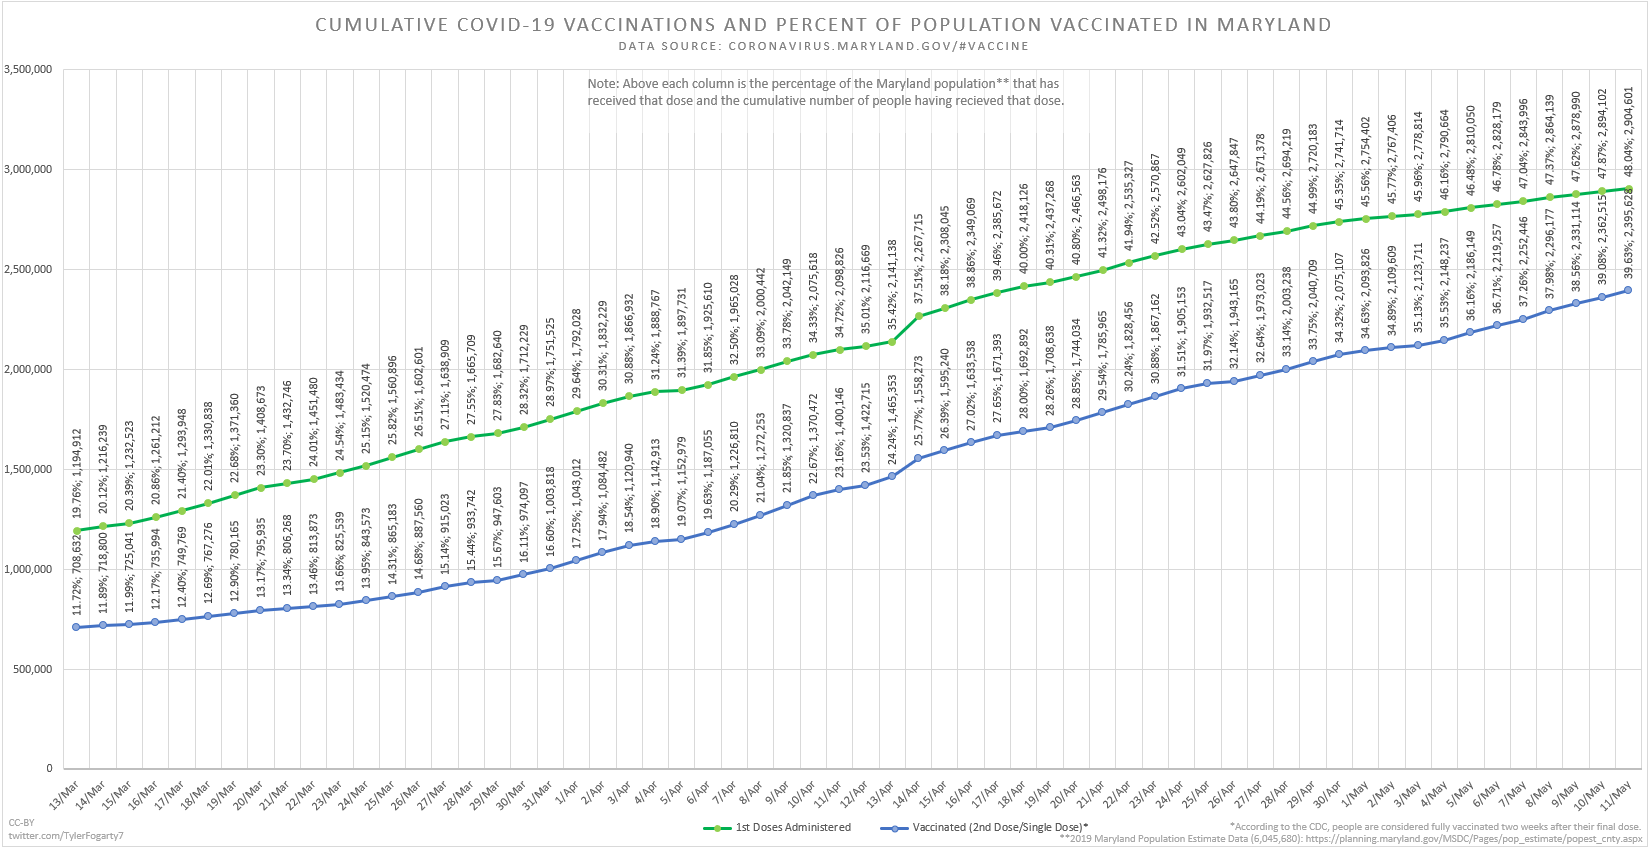 CUMULATIVE COVID-19 VACCINATIONS AND PERCENT OF POPULATION VACCINATED IN MARYLAND
DATA SOURCE: CORONAVIRUS.MARYLAND.GOV/#VACCINE
Note: Above each column is the percentage of the Maryland population** that has
received that dose and the cumulative number of people having recieved that dose.
3,500,000
3,000,000
2,500,000
2,000,000
1,500,000
1,000,000
500,000
0
19.76%; 1,194,912
20.12%; 1,216,239
20.39%; 1,232,523
20.86%; 1,261,212
21.40%; 1,293,948
22.01%; 1,330,838
22.68%; 1,371,360
23.30%; 1,408,673
23.70%; 1,432,746
24.01%; 1,451,480
24.54%; 1,483,434
25.15%; 1,520,474
25.82%; 1,560,896
26.51%; 1,602,601
27.11%; 1,638,909
27.55%; 1,665,709
27.83%; 1,682,640
28.32%; 1,712,229
28.97%; 1,751,525
29.64%; 1,792,028
30.31%; 1,832,229
30.88%; 1,866,932
31.24%; 1,888,767
31.39%; 1,897,731
31.85%; 1,925,610
32.50%; 1,965,028
33.09%; 2,000,442
33.78%; 2,042,149
34.33%; 2,075,618
34.72%; 2,098,826
35.01%; 2,116,669
35.42%; 2,141,138
37.51%; 2,267,715
38.18%; 2,308,045
38.86%; 2,349,069
39.46%; 2,385,672
40.00%; 2,418,126
40.31%; 2,437,268
40.80%; 2,466,563
41.32%; 2,498,176
41.94%; 2,535,327
42.52%; 2,570,867
43.04%; 2,602,049
43.47%; 2,627,826
43.80%; 2,647,847
44.19%; 2,671,378
44.56%; 2,694,219
44.99%; 2,720,183
45.35%; 2,741,714
45.56%; 2,754,402
45.77%; 2,767,406
45.96%; 2,778,814
46.16%; 2,790,664
46.48%; 2,810,050
46.78%; 2,828,179
47.04%; 2,843,996
47.37%; 2,864,139
47.62%; 2,878,990
47.87%; 2,894,102
48.04%; 2,904,601
11.72%; 708,632
11.89%; 718,800
11.99%; 725,041
12.17%; 735,994
12.40%; 749,769
12.69%; 767,276
12.90%; 780,165
13.17%; 795,935
13.34%; 806,268
13.46%; 813,873
13.66%; 825,539
13.95%; 843,573
14.31%; 865,183
14.68%; 887,560
15.14%; 915,023
15.44%; 933,742
15.67%; 947,603
16.11%; 974,097
16.60%; 1,003,818
17.25%; 1,043,012
17.94%; 1,084,482
18.54%; 1,120,940
18.90%; 1,142,913
19.07%; 1,152,979
19.63%; 1,187,055
20.29%; 1,226,810
21.04%; 1,272,253
21.85%; 1,320,837
22.67%; 1,370,472
23.16%; 1,400,146
23.53%; 1,422,715
24.24%; 1,465,353
25.77%; 1,558,273
26.39%; 1,595,240
27.02%; 1,633,538
27.65%; 1,671,393
28.00%; 1,692,892
28.26%; 1,708,638
28.85%; 1,744,034
29.54%; 1,785,965
30.24%; 1,828,456
30.88%; 1,867,162
31.51%; 1,905,153
31.97%; 1,932,517
32.14%; 1,943,165
32.64%; 1,973,023
33.14%; 2,003,238
33.75%; 2,040,709
34.32%; 2,075,107
34.63%; 2,093,826
34.89%; 2,109,609
35.13%; 2,123,711
35.53%; 2,148,237
36.16%; 2,186,149
36.71%; 2,219,257
37.26%; 2,252,446
37.98%; 2,296,177
38.56%; 2,331,114
39.08%; 2,362,515
39.63%; 2,395,628
13/Mar
14/Mar
15/Mar
16/Mar
17/Mar
18/Mar
19/Mar
20/Mar
21/Mar
22/Mar
23/Mar
24/Mar
25/Mar
26/Mar
27/Mar
28/Mar
29/Mar
30/Mar
31/Mar
1/Apr
2/Apr
3/Apr
4/Apr
5/Apr
6/Apr
7/Apr
8/Apr
9/Apr
10/Apr
11/Apr
12/Apr
13/Apr
14/Apr
15/Apr
16/Apr
17/Apr
18/Apr
19/Apr
20/Apr
21/Apr
22/Apr
23/Apr
24/Apr
25/Apr
26/Apr
27/Apr
28/Apr
29/Apr
30/Apr
1/May
2/May
3/May
4/May
5/May
6/May
7/May
8/May
9/May
10/May
11/May
CC-BY
twitter.com/TylerFogarty7
1st Doses Administered
Vaccinated (2nd Dose/Single Dose)*
*According to the CDC, people are considered fully vaccinated two weeks after their final dose.
**2019 Maryland Population Estimate Data (6,045,680): https://planning.maryland.gov/MSDC/Pages/pop_estimate/popest_cnty.aspx